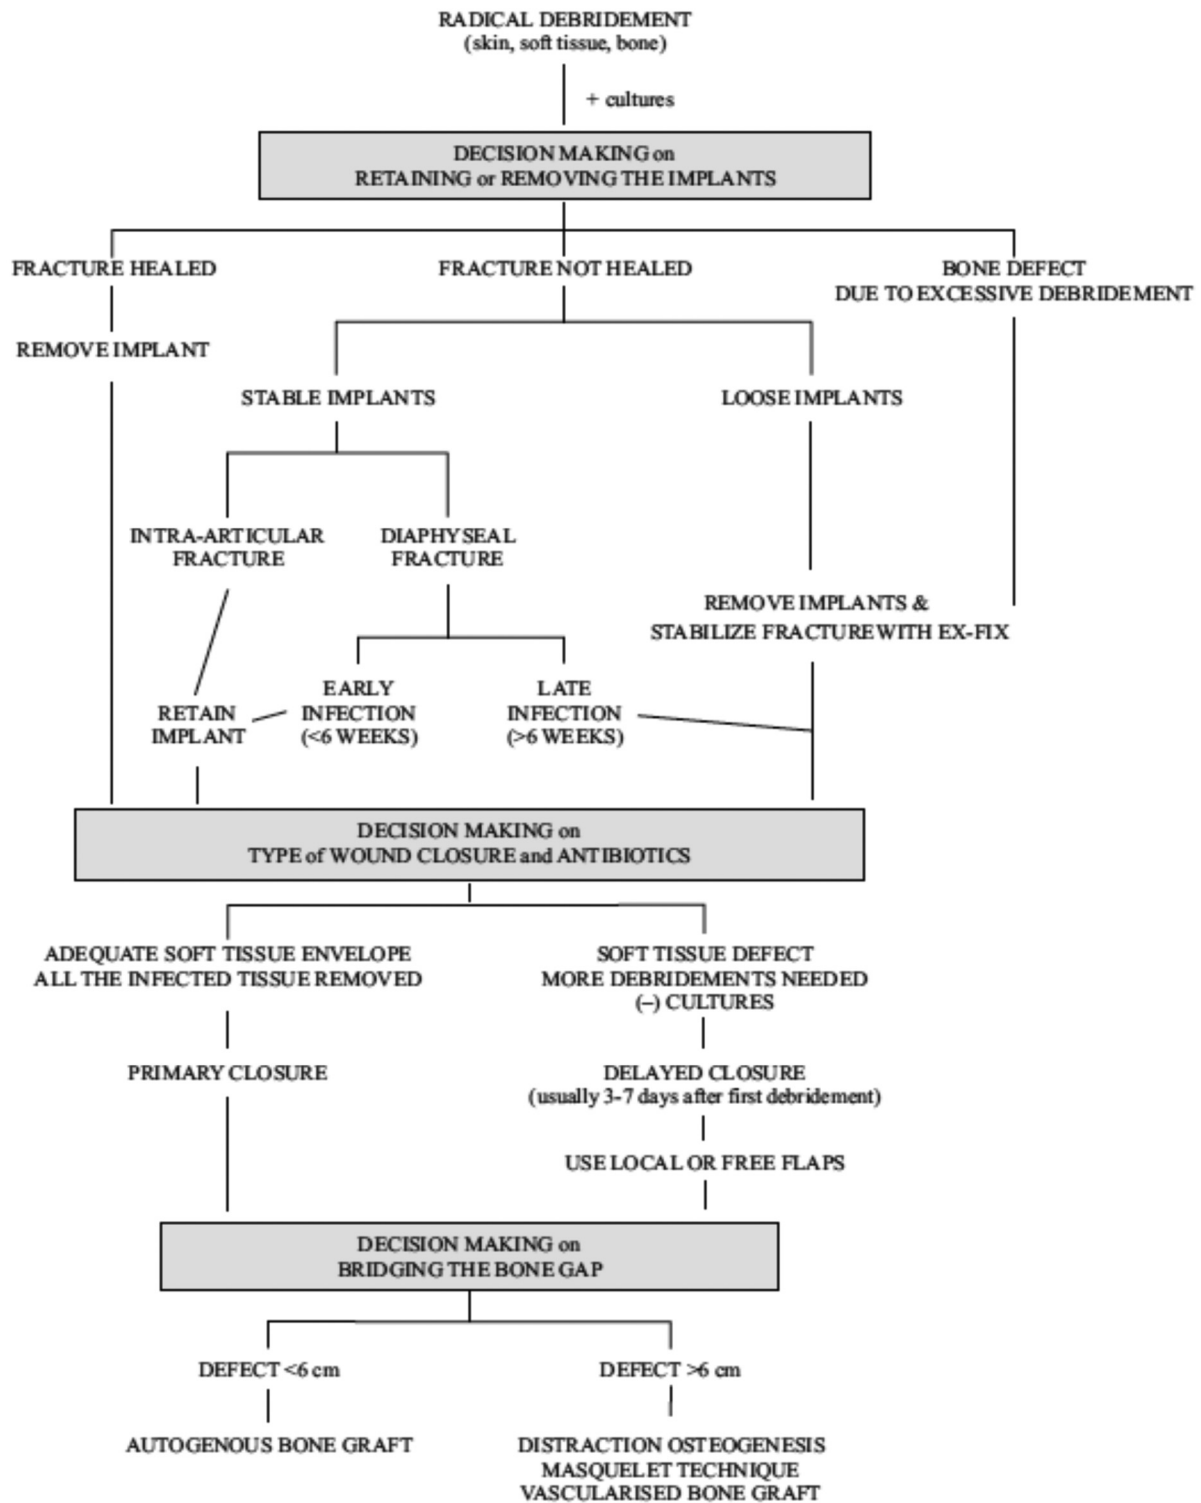 RADICAL DEBRIDEMENT
(skin, soft tissue, bone)
+ cultures
DECISION MAKING on
RETAINING or REMOVING THE IMPLANTS
FRACTURE HEALED
FRACTURE NOT HEALED
BONE DEFECT
DUE TO EXCESSIVE DEBRIDEMENT
REMOVE IMPLANT
STABLE IMPLANTS
LOOSE IMPLANTS
INTRA-ARTICULAR
FRACTURE
DIAPHYSEAL
FRACTURE
REMOVE IMPLANTS &
STABILIZE FRACTURE WITH EX-FIX
RETAIN
IMPLANT
EARLY
INFECTION
(<6 WEEKS)
LATE
INFECTION
(>6 WEEKS)
DECISION MAKING on
TYPE of WOUND CLOSURE and ANTIBIOTICS
ADEQUATE SOFT TISSUE ENVELOPE
ALL THE INFECTED TISSUE REMOVED
SOFT TISSUE DEFECT
MORE DEBRIDEMENTS NEEDED
(–) CULTURES
PRIMARY CLOSURE
DELAYED CLOSURE
(usually 3-7 days after first debridement)
USE LOCAL OR FREE FLAPS
DECISION MAKING on
BRIDGING THE BONE GAP
DEFECT <6 cm
DEFECT >6 cm
AUTOGENOUS BONE GRAFT
DISTRACTION OSTEOGENESIS
MASQUELET TECHNIQUE
VASCULARISED BONE GRAFT